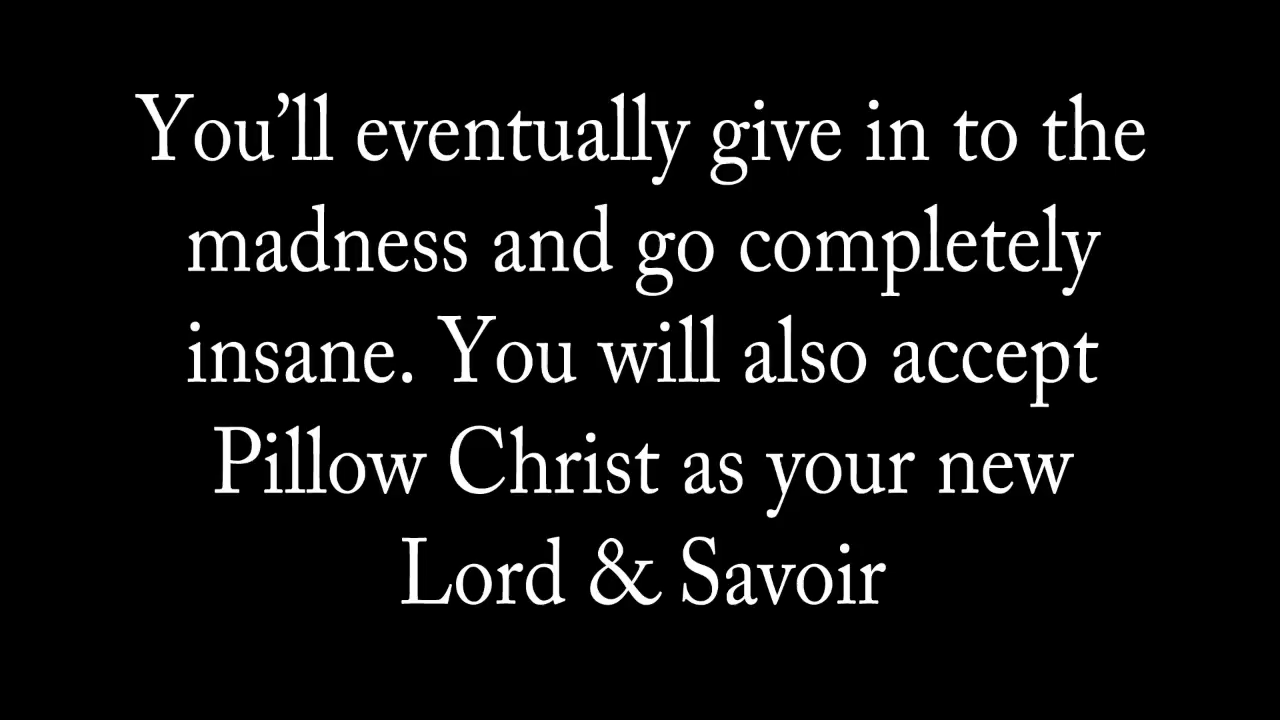 You’ll eventually give in to the
madness and go completely
insane. You will also accept
Pillow Christ as your new
Lord & Savoir